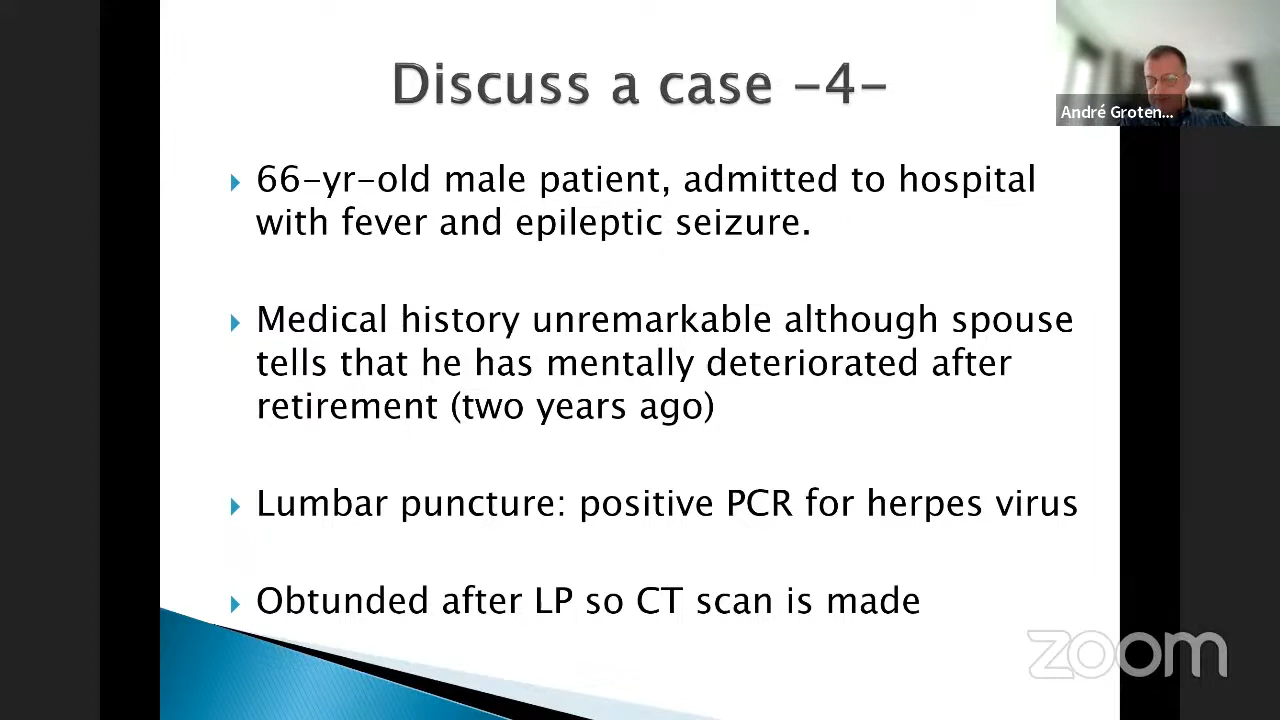 Discuss a case -4-
André Groten...
66-yr-old male patient, admitted to hospital
with fever and epileptic seizure.
Medical history unremarkable although spouse
tells that he has mentally deteriorated after
retirement (two years ago)
Lumbar puncture: positive PCR for herpes virus
Obtunded after LP so CT scan is made
zoom